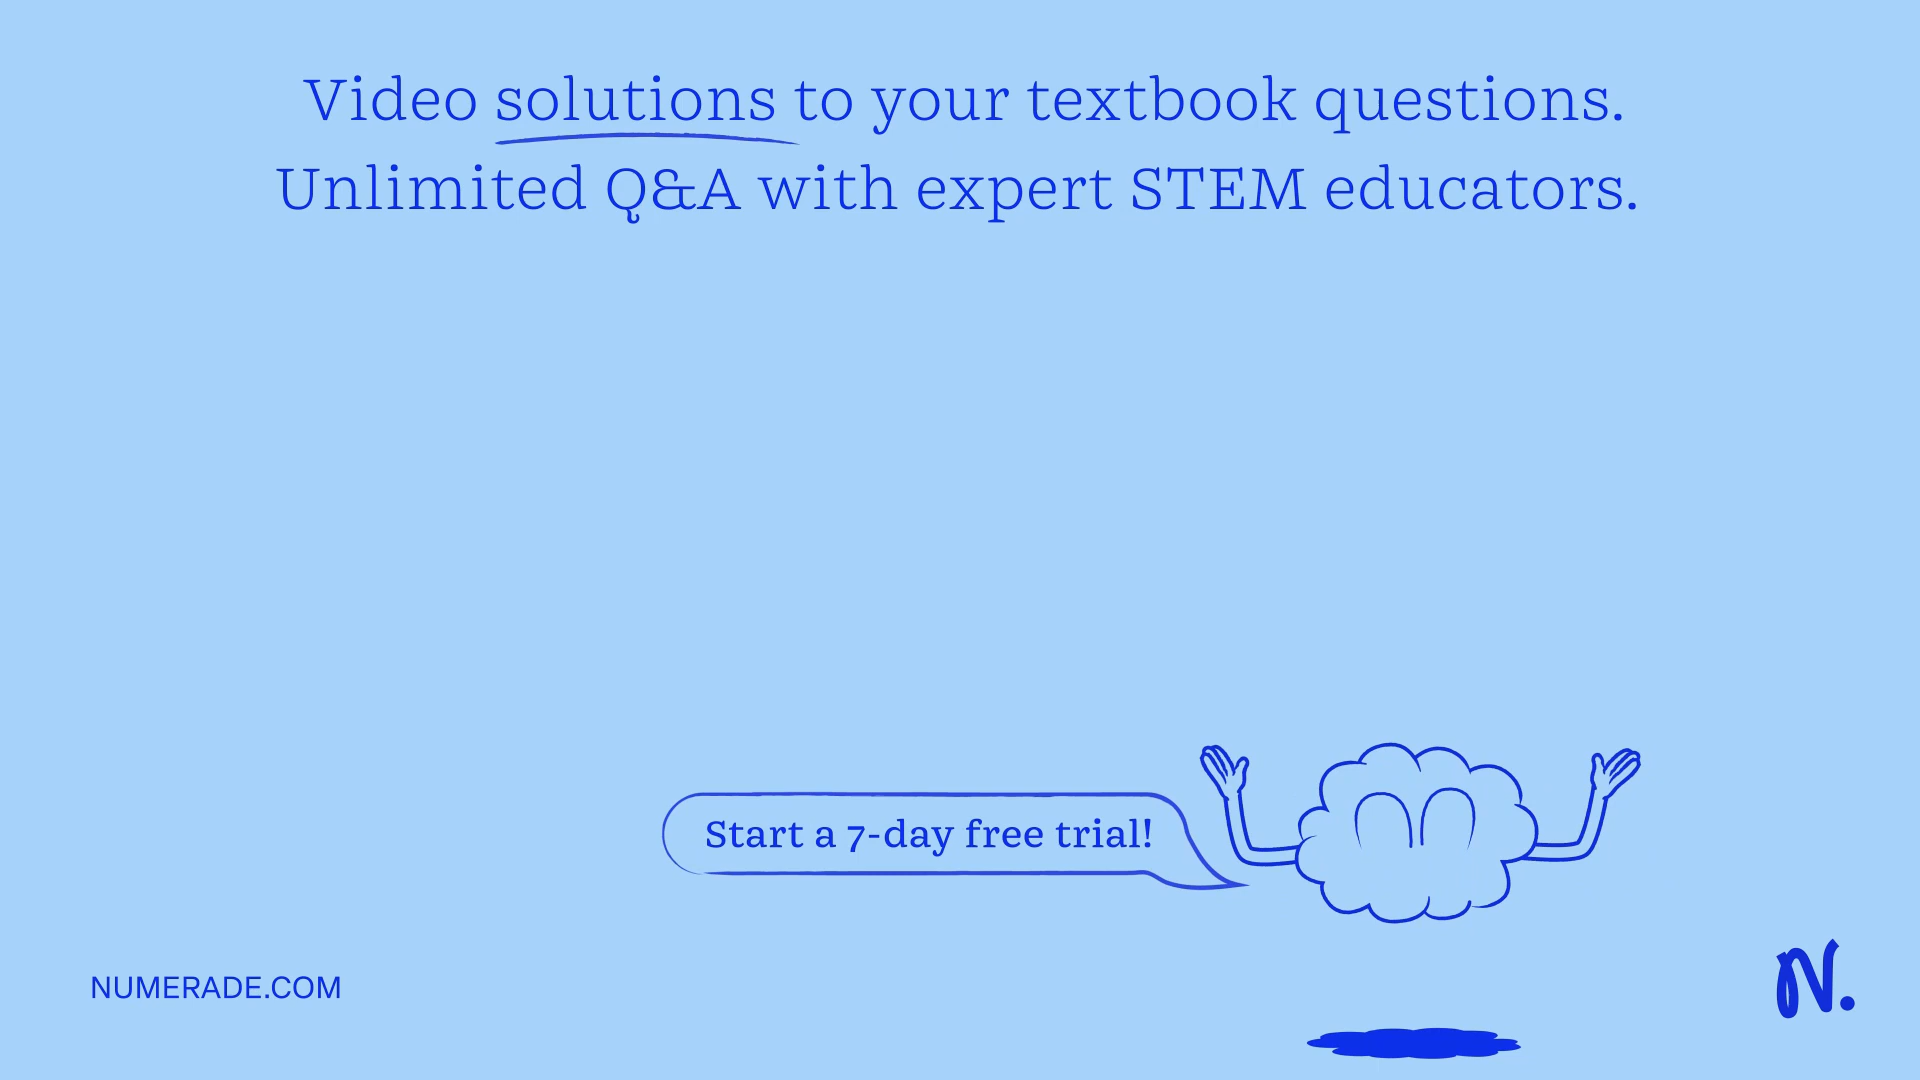 Video solutions to your textbook questions.
Unlimited Q&A with expert STEM educators.
Start a 7-day free trial!
NUMERADE.COM
N.